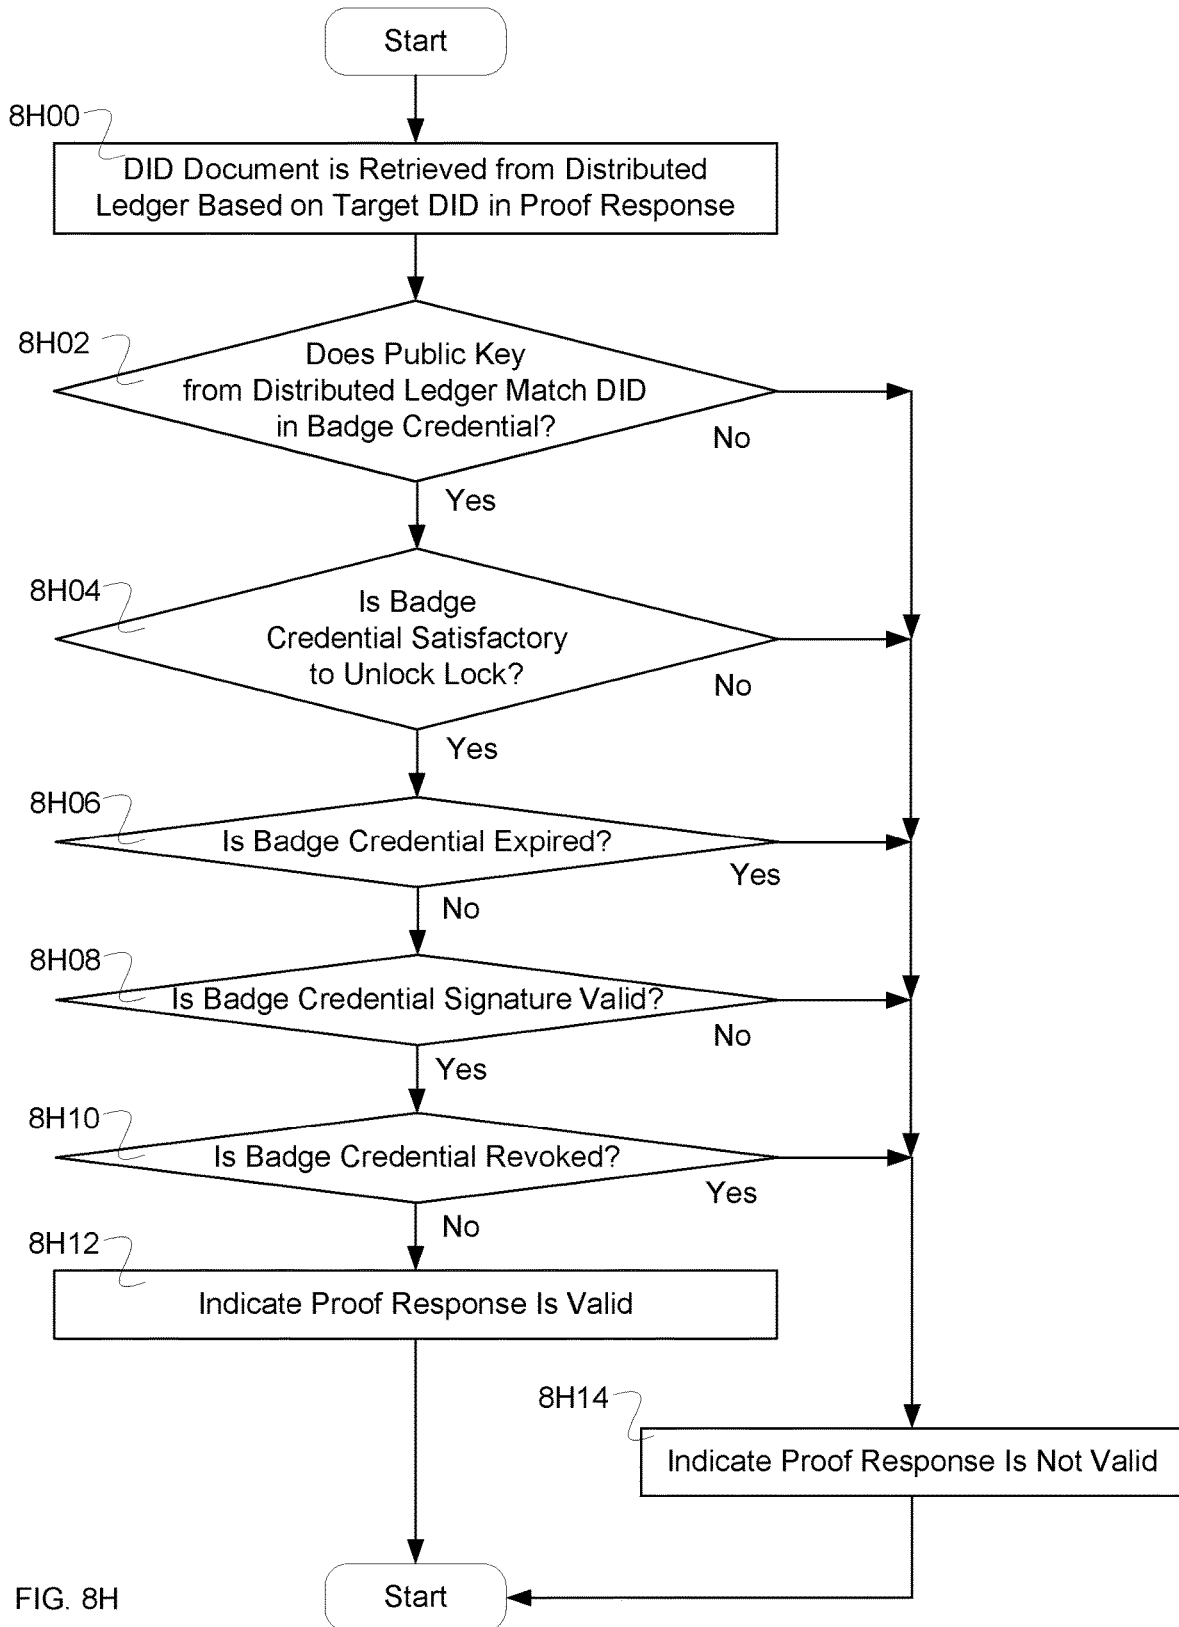 Start
8H00
DID Document is Retrieved from Distributed
Ledger Based on Target DID in Proof Response
8H02
Does Public Key
from Distributed Ledger Match DID
in Badge Credential?
No
Yes
8H04
Is Badge
Credential Satisfactory
to Unlock Lock?
No
Yes
8H06
Is Badge Credential Expired?
Yes
No
8H08
Is Badge Credential Signature Valid?
No
Yes
8H10
Is Badge Credential Revoked?
Yes
No
8H12
Indicate Proof Response Is Valid
8H14
Indicate Proof Response Is Not Valid
Start
FIG. 8H